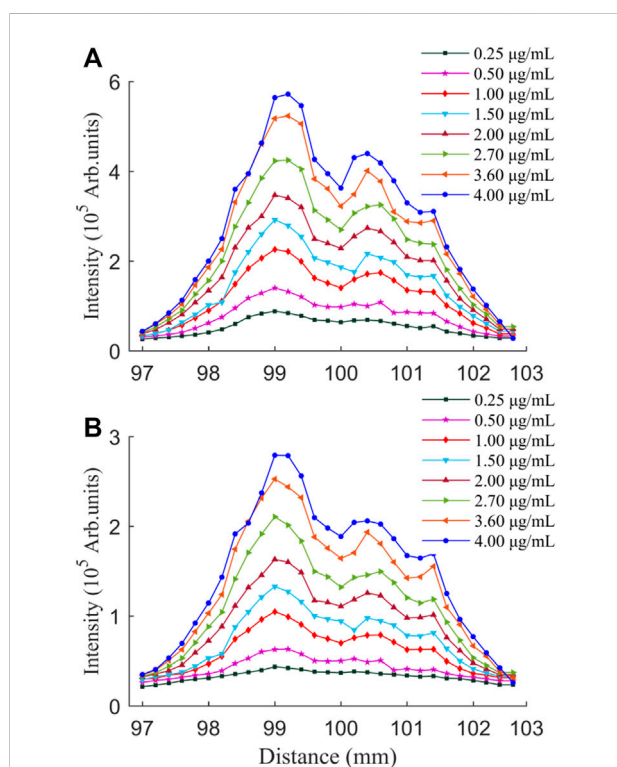 A
0.25 μg/mL
0.50 μg/mL
1.00 μg/mL
1.50 μg/mL
2.00 μg/mL
2.70 μg/mL
3.60 μg/mL
4.00 μg/mL
Intensity (10⁵ Arb.units)
6
4
2
0
97 98 99 100 101 102 103
B
0.25 μg/mL
0.50 μg/mL
1.00 μg/mL
1.50 μg/mL
2.00 μg/mL
2.70 μg/mL
3.60 μg/mL
4.00 μg/mL
Intensity (10⁵ Arb.units)
3
2
1
0
97 98 99 100 101 102 103
Distance (mm)